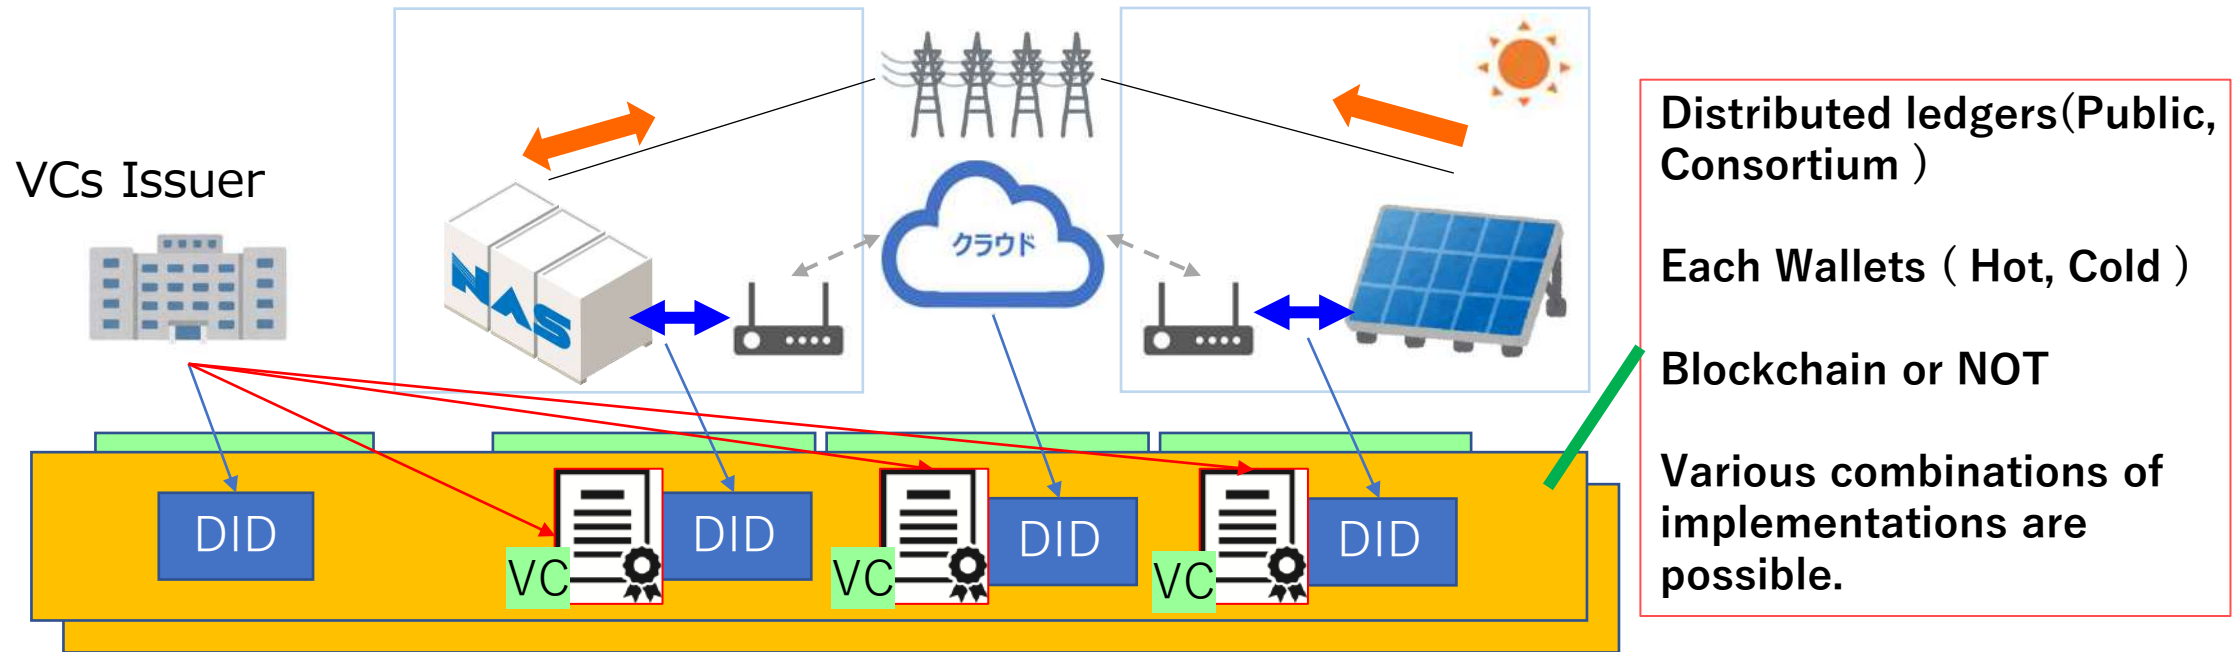 VCs Issuer
NAS
クラウド
Distributed ledgers(Public,
Consortium )
Each Wallets ( Hot, Cold )
Blockchain or NOT
Various combinations of
implementations are
possible.
DID
VC
DID
VC
DID
VC
DID